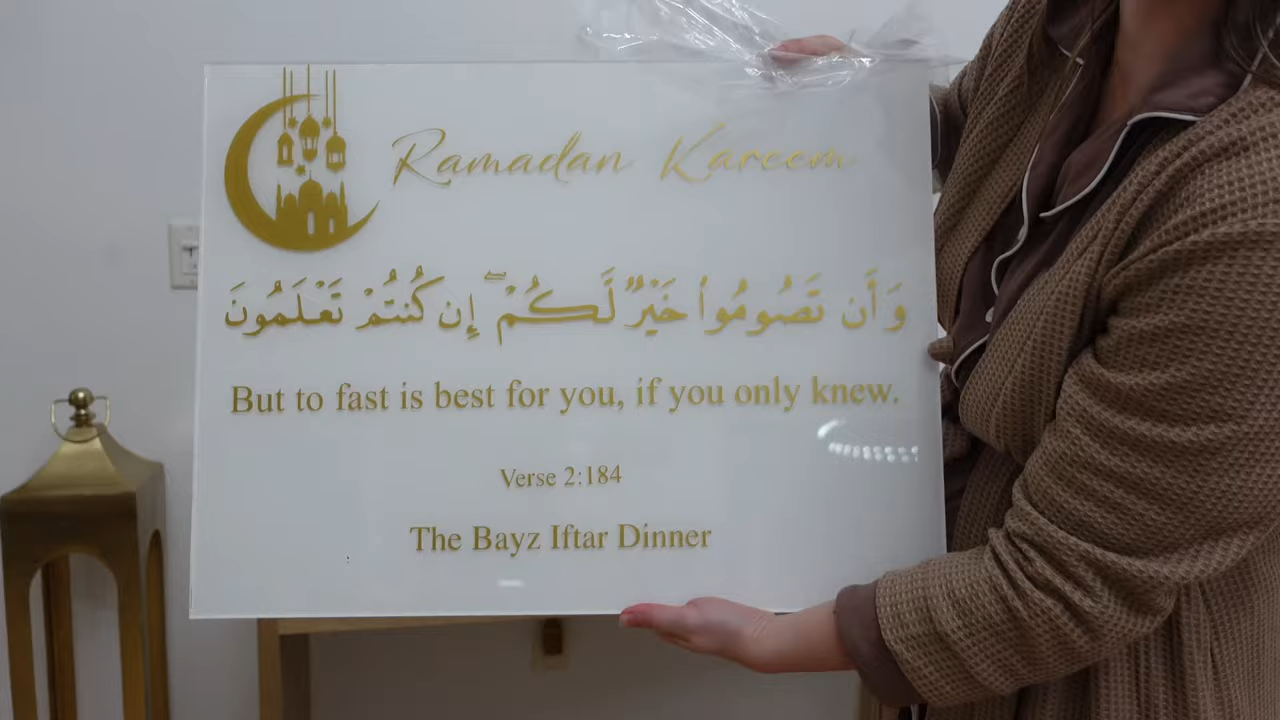 Ramadan Kareem
وَأَن تَصُومُوا۟ خَيْرٌ لَّكُمْ ۖ إِن كُنتُمْ تَعْلَمُونَ
But to fast is best for you, if you only knew.
Verse 2:184
The Bayz Iftar Dinner